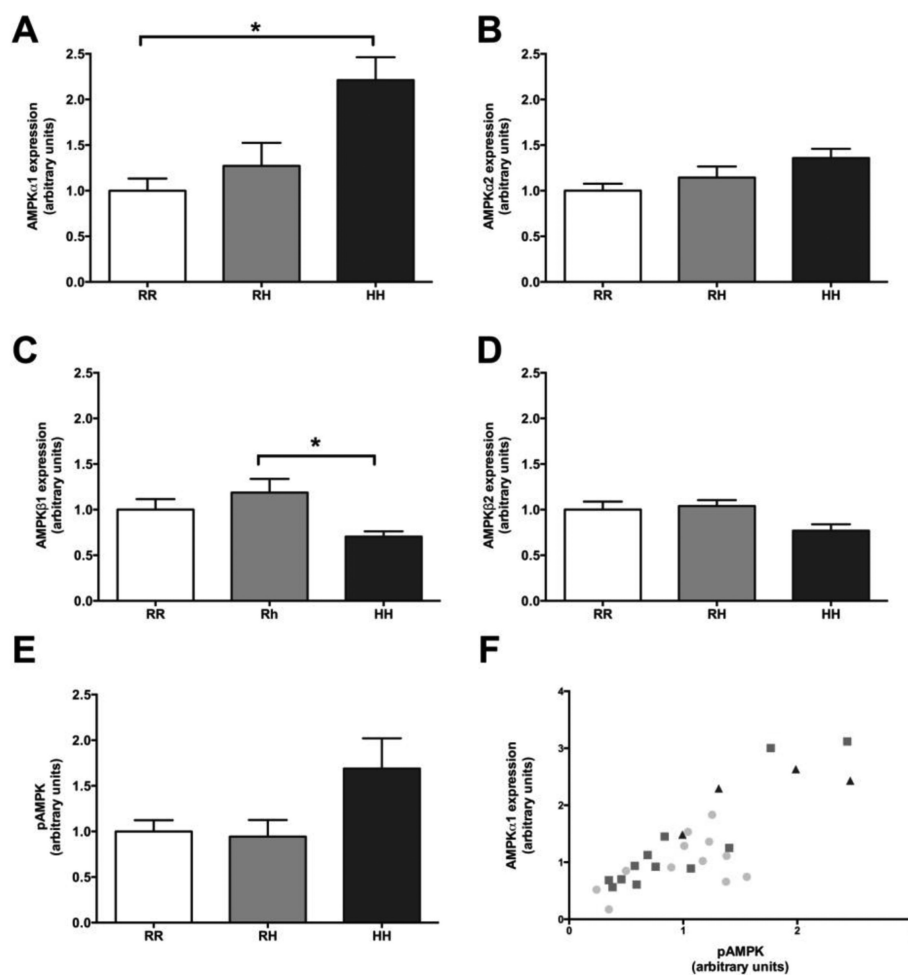 A
*
AMPKα1 expression
(arbitrary units)
2.5
2.0
1.5
1.0
0.5
0.0
RR RH HH
B
AMPKα2 expression
(arbitrary units)
2.5
2.0
1.5
1.0
0.5
0.0
RR RH HH
C
*
AMPKβ1 expression
(arbitrary units)
2.5
2.0
1.5
1.0
0.5
0.0
RR Rh HH
D
AMPKβ2 expression
(arbitrary units)
2.5
2.0
1.5
1.0
0.5
0.0
RR RH HH
E
pAMPK
(arbitrary units)
2.5
2.0
1.5
1.0
0.5
0.0
RR RH HH
F
AMPKα1 expression
(arbitrary units)
4
3
2
1
0
0 1 2
pAMPK
(arbitrary units)